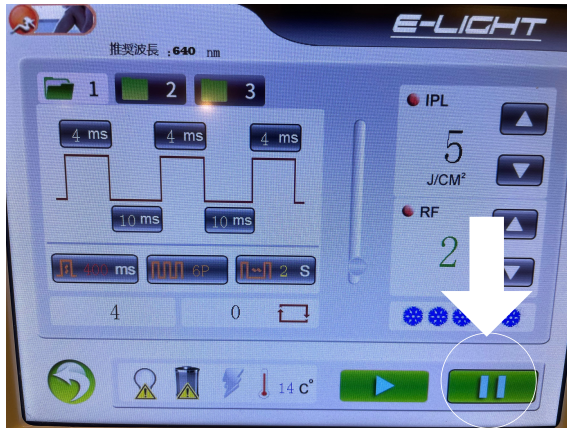 E-LIGHT
推奨波長 :640 nm
1 2 3
IPL
4 ms 4 ms 4 ms
5
J/CM²
10 ms 10 ms
RF
2
400 ms 6P 2 S
4 0
14 C°